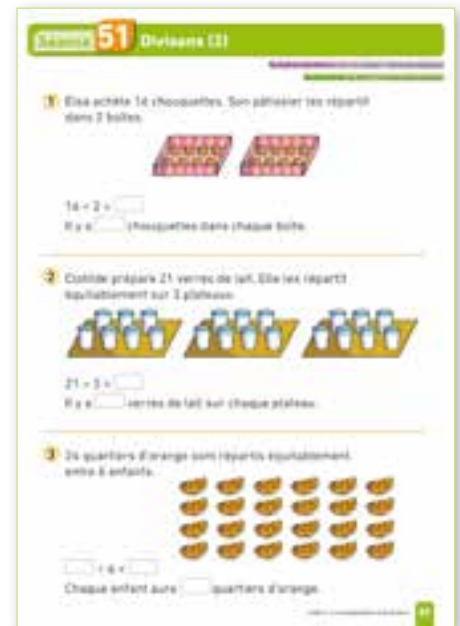 Séance 51 Divisons (2)
1 Elsa achète 16 chouquettes. Son pâtissier les répartit
dans 2 boîtes.
16 ÷ 2 =
Il y a chouquettes dans chaque boîte.
2 Clotilde prépare 21 verres de lait. Elle les répartit
équitablement sur 3 plateaux.
21 ÷ 3 =
Il y a verres de lait sur chaque plateau.
3 24 quartiers d'orange sont répartis équitablement
entre 6 enfants.
÷ 6 =
Chaque enfant aura quartiers d'orange.